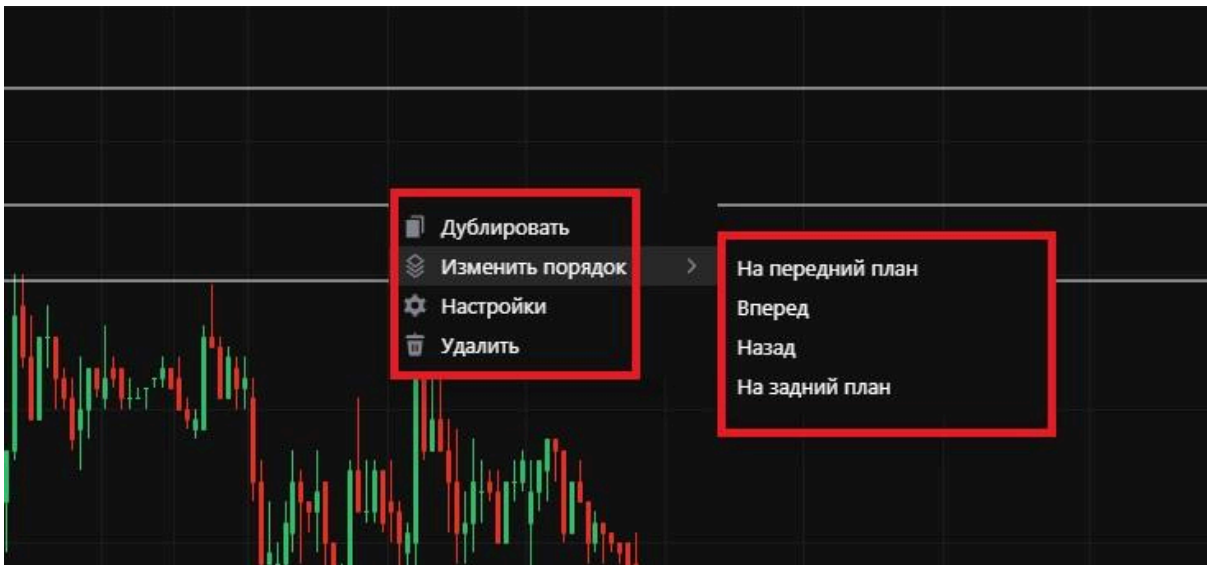 Дублировать
Изменить порядок
Настройки
Удалить
На передний план
Вперед
Назад
На задний план